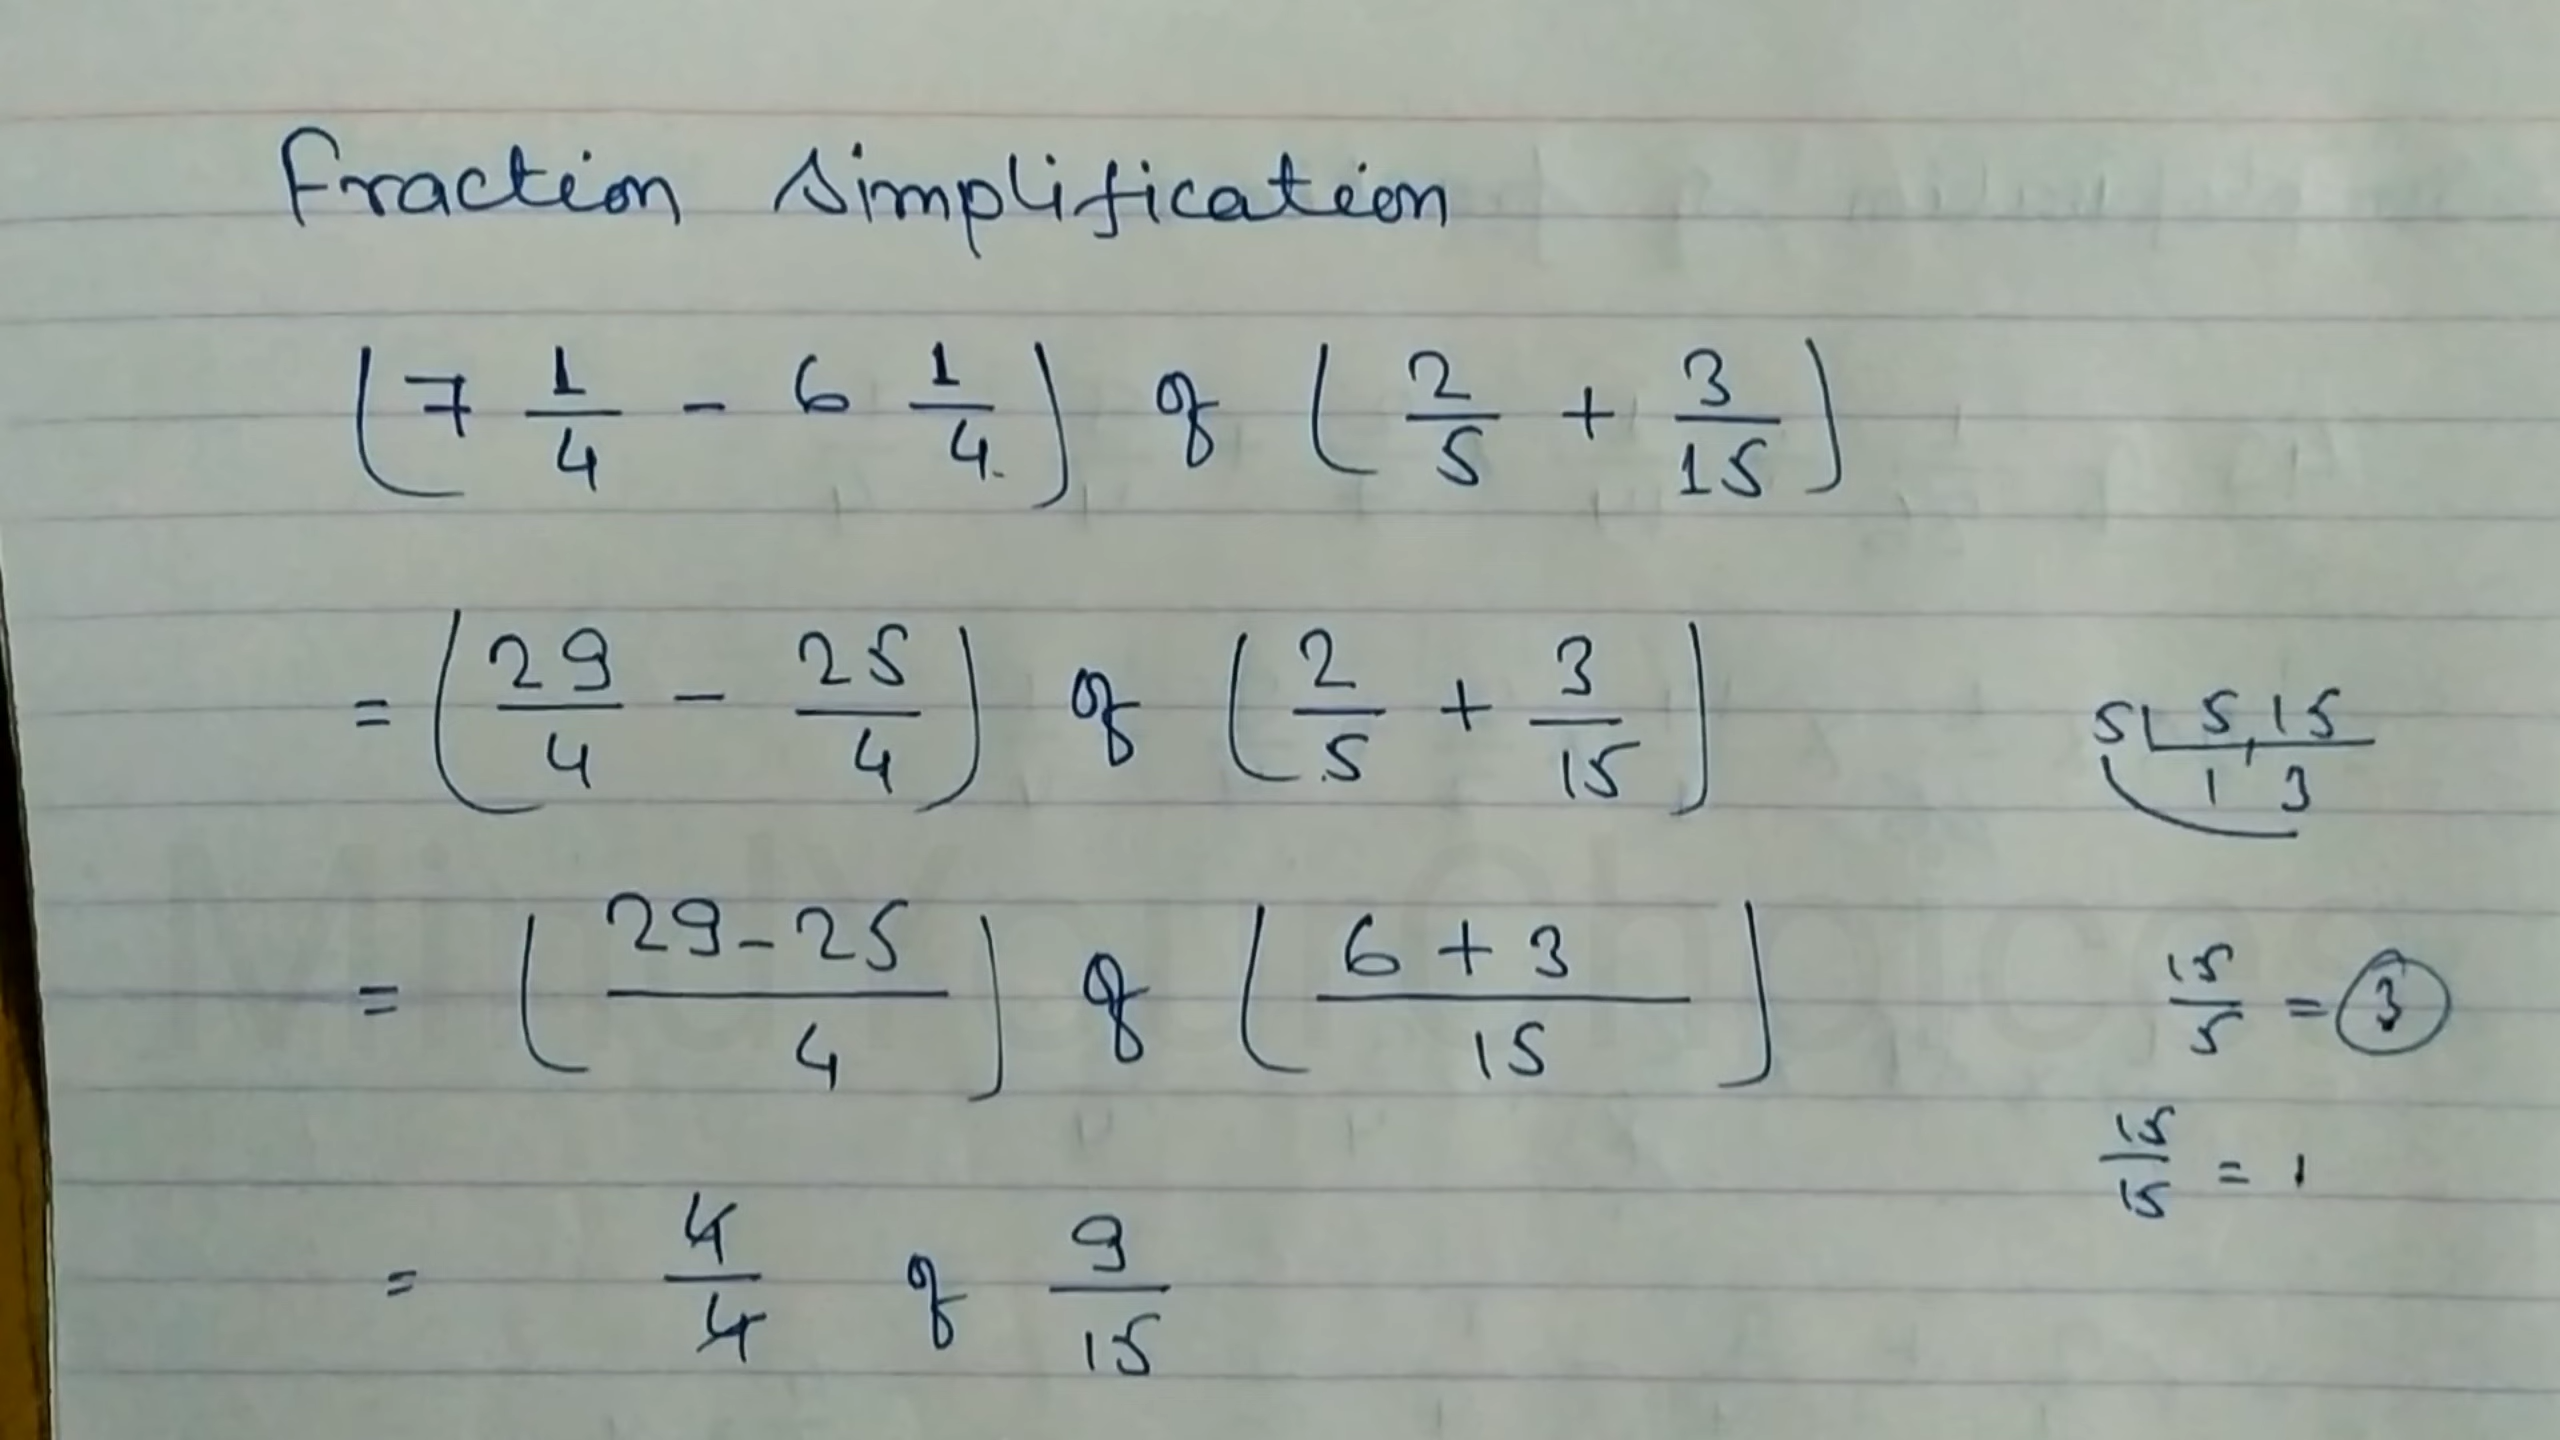 Fraction Simplification
(7 1/4 - 6 1/4) of (2/5 + 3/15)
= (29/4 - 25/4) of (2/5 + 3/15)
5 | 5, 15
1, 3
= (29-25/4) of (6+3/15)
15/5 = 3
15/15 = 1
= 4/4 of 9/15
MindYourChoices